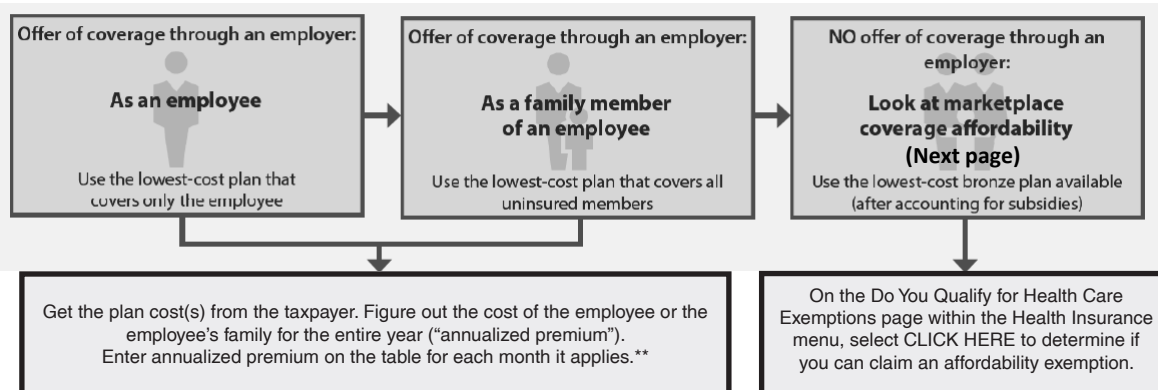 Offer of coverage through an employer:
As an employee
Use the lowest-cost plan that
covers only the employee
Offer of coverage through an employer:
As a family member
of an employee
Use the lowest-cost plan that covers all
uninsured members
NO offer of coverage through an
employer:
Look at marketplace
coverage affordability
(Next page)
Use the lowest-cost bronze plan available
(after accounting for subsidies)
Get the plan cost(s) from the taxpayer. Figure out the cost of the employee or the
employee’s family for the entire year (“annualized premium”).
Enter annualized premium on the table for each month it applies.**
On the Do You Qualify for Health Care
Exemptions page within the Health Insurance
menu, select CLICK HERE to determine if
you can claim an affordability exemption.